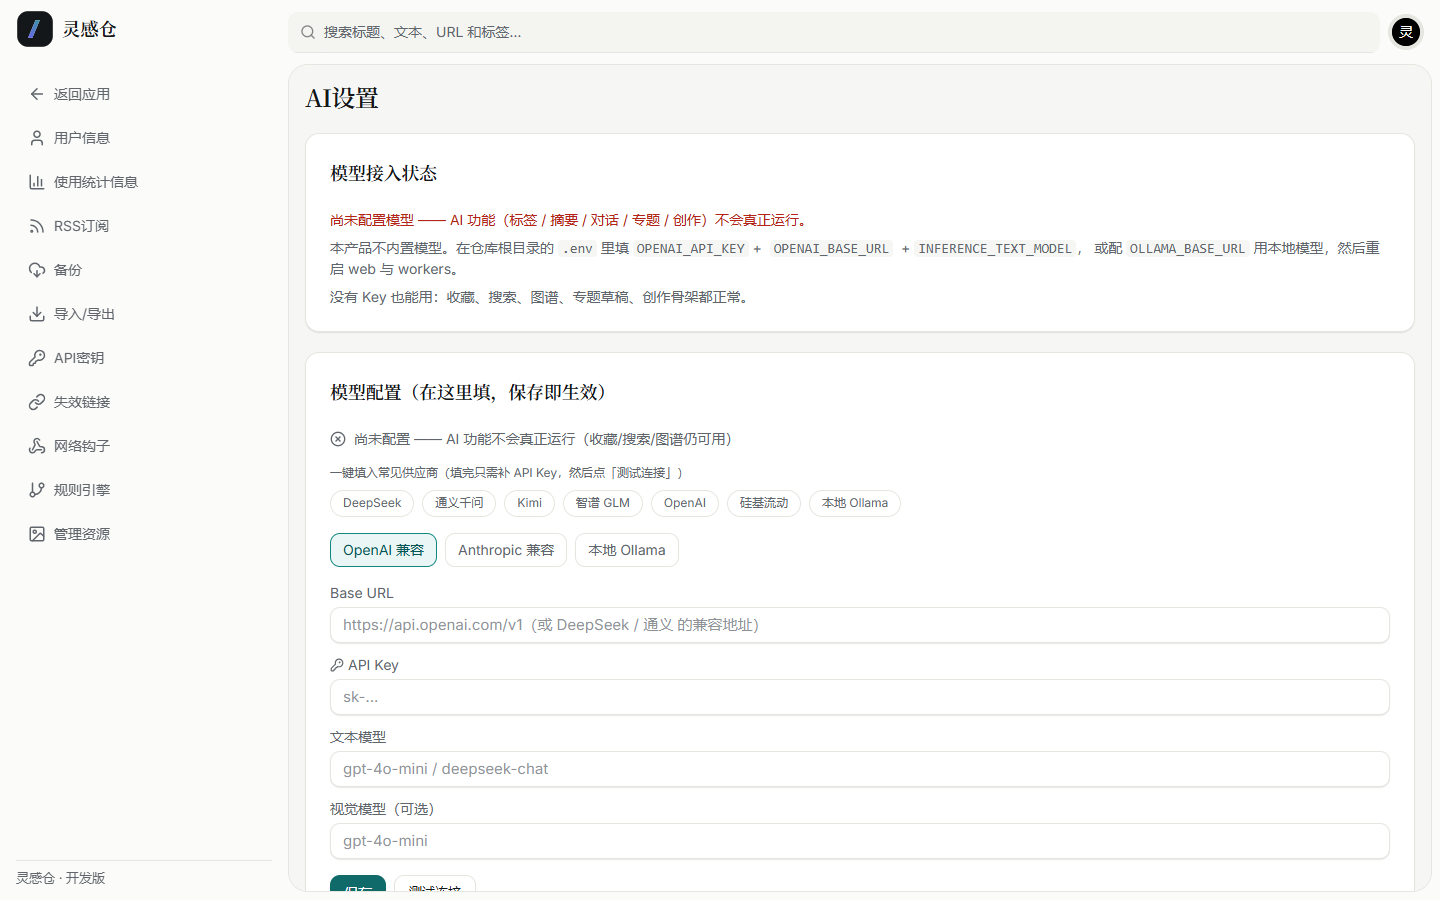 灵感仓
搜索标题、文本、URL 和标签...
灵
返回应用
用户信息
使用统计信息
RSS订阅
备份
导入/导出
API密钥
失效链接
网络钩子
规则引擎
管理资源
灵感仓 · 开发版
AI设置
模型接入状态
尚未配置模型 —— AI 功能（标签 / 摘要 / 对话 / 专题 / 创作）不会真正运行。
本产品不内置模型。在仓库根目录的 .env 里填 OPENAI_API_KEY + OPENAI_BASE_URL + INFERENCE_TEXT_MODEL， 或配 OLLAMA_BASE_URL 用本地模型，然后重
启 web 与 workers。
没有 Key 也能用：收藏、搜索、图谱、专题草稿、创作骨架都正常。
模型配置（在这里填，保存即生效）
尚未配置 —— AI 功能不会真正运行（收藏/搜索/图谱仍可用）
一键填入常见供应商（填完只需补 API Key，然后点「测试连接」）
DeepSeek 通义千问 Kimi 智谱 GLM OpenAI 硅基流动 本地 Ollama
OpenAI 兼容 Anthropic 兼容 本地 Ollama
Base URL
https://api.openai.com/v1（或 DeepSeek / 通义 的兼容地址）
API Key
sk-...
文本模型
gpt-4o-mini / deepseek-chat
视觉模型（可选）
gpt-4o-mini
保存 测试连接